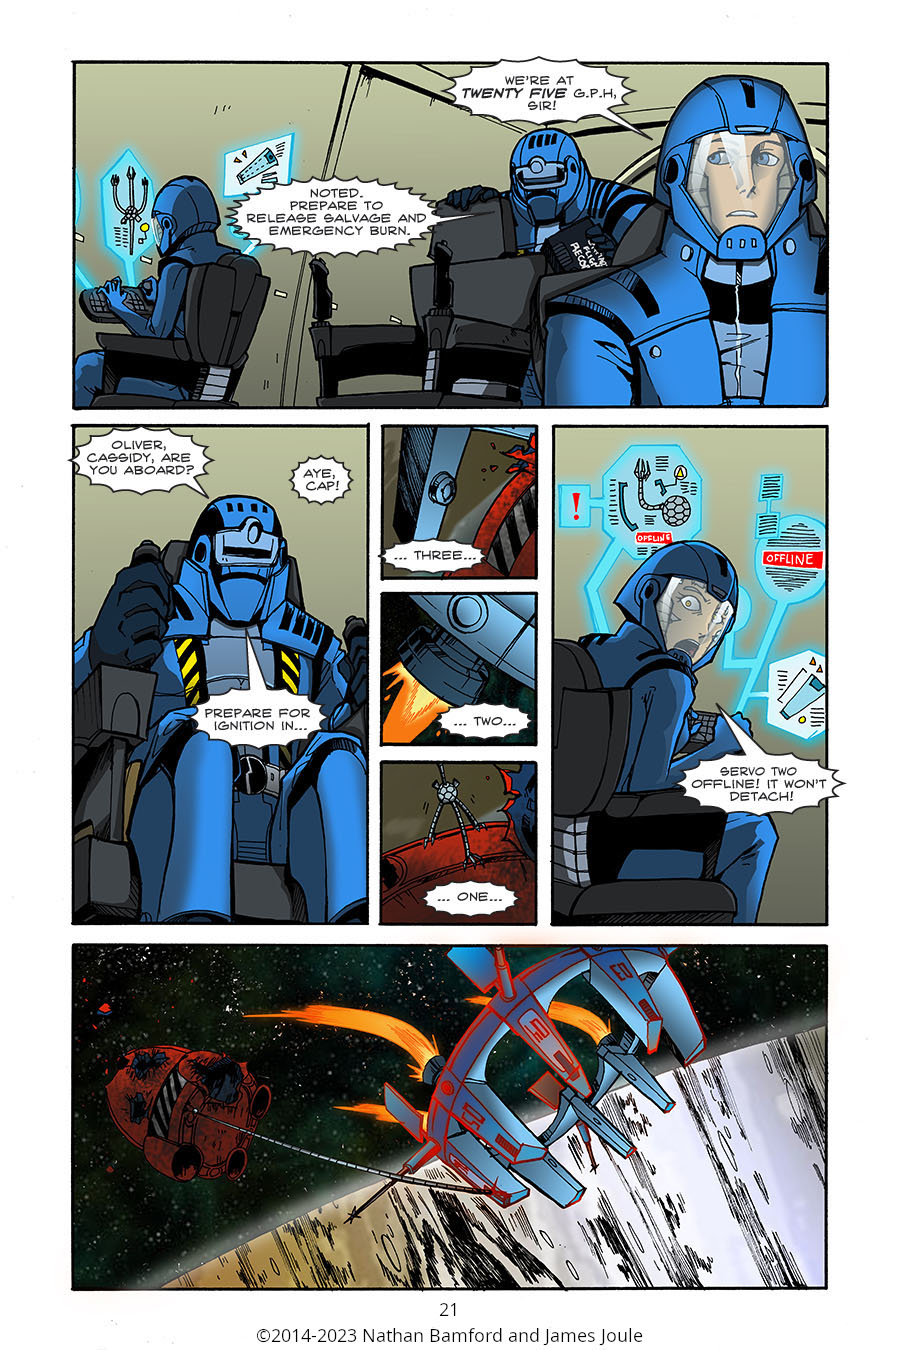 WE'RE AT
TWENTY FIVE G.P.H,
SIR!
NOTED.
PREPARE TO
RELEASE SALVAGE AND
EMERGENCY BURN.
OLIVER,
CASSIDY, ARE
YOU ABOARD?
AYE,
CAP!
PREPARE FOR
IGNITION IN...
... THREE...
... TWO...
... ONE...
!
OFFLINE
OFFLINE
SERVO TWO
OFFLINE! IT WON'T
DETACH!
21
©2014-2023 Nathan Bamford and James Joule